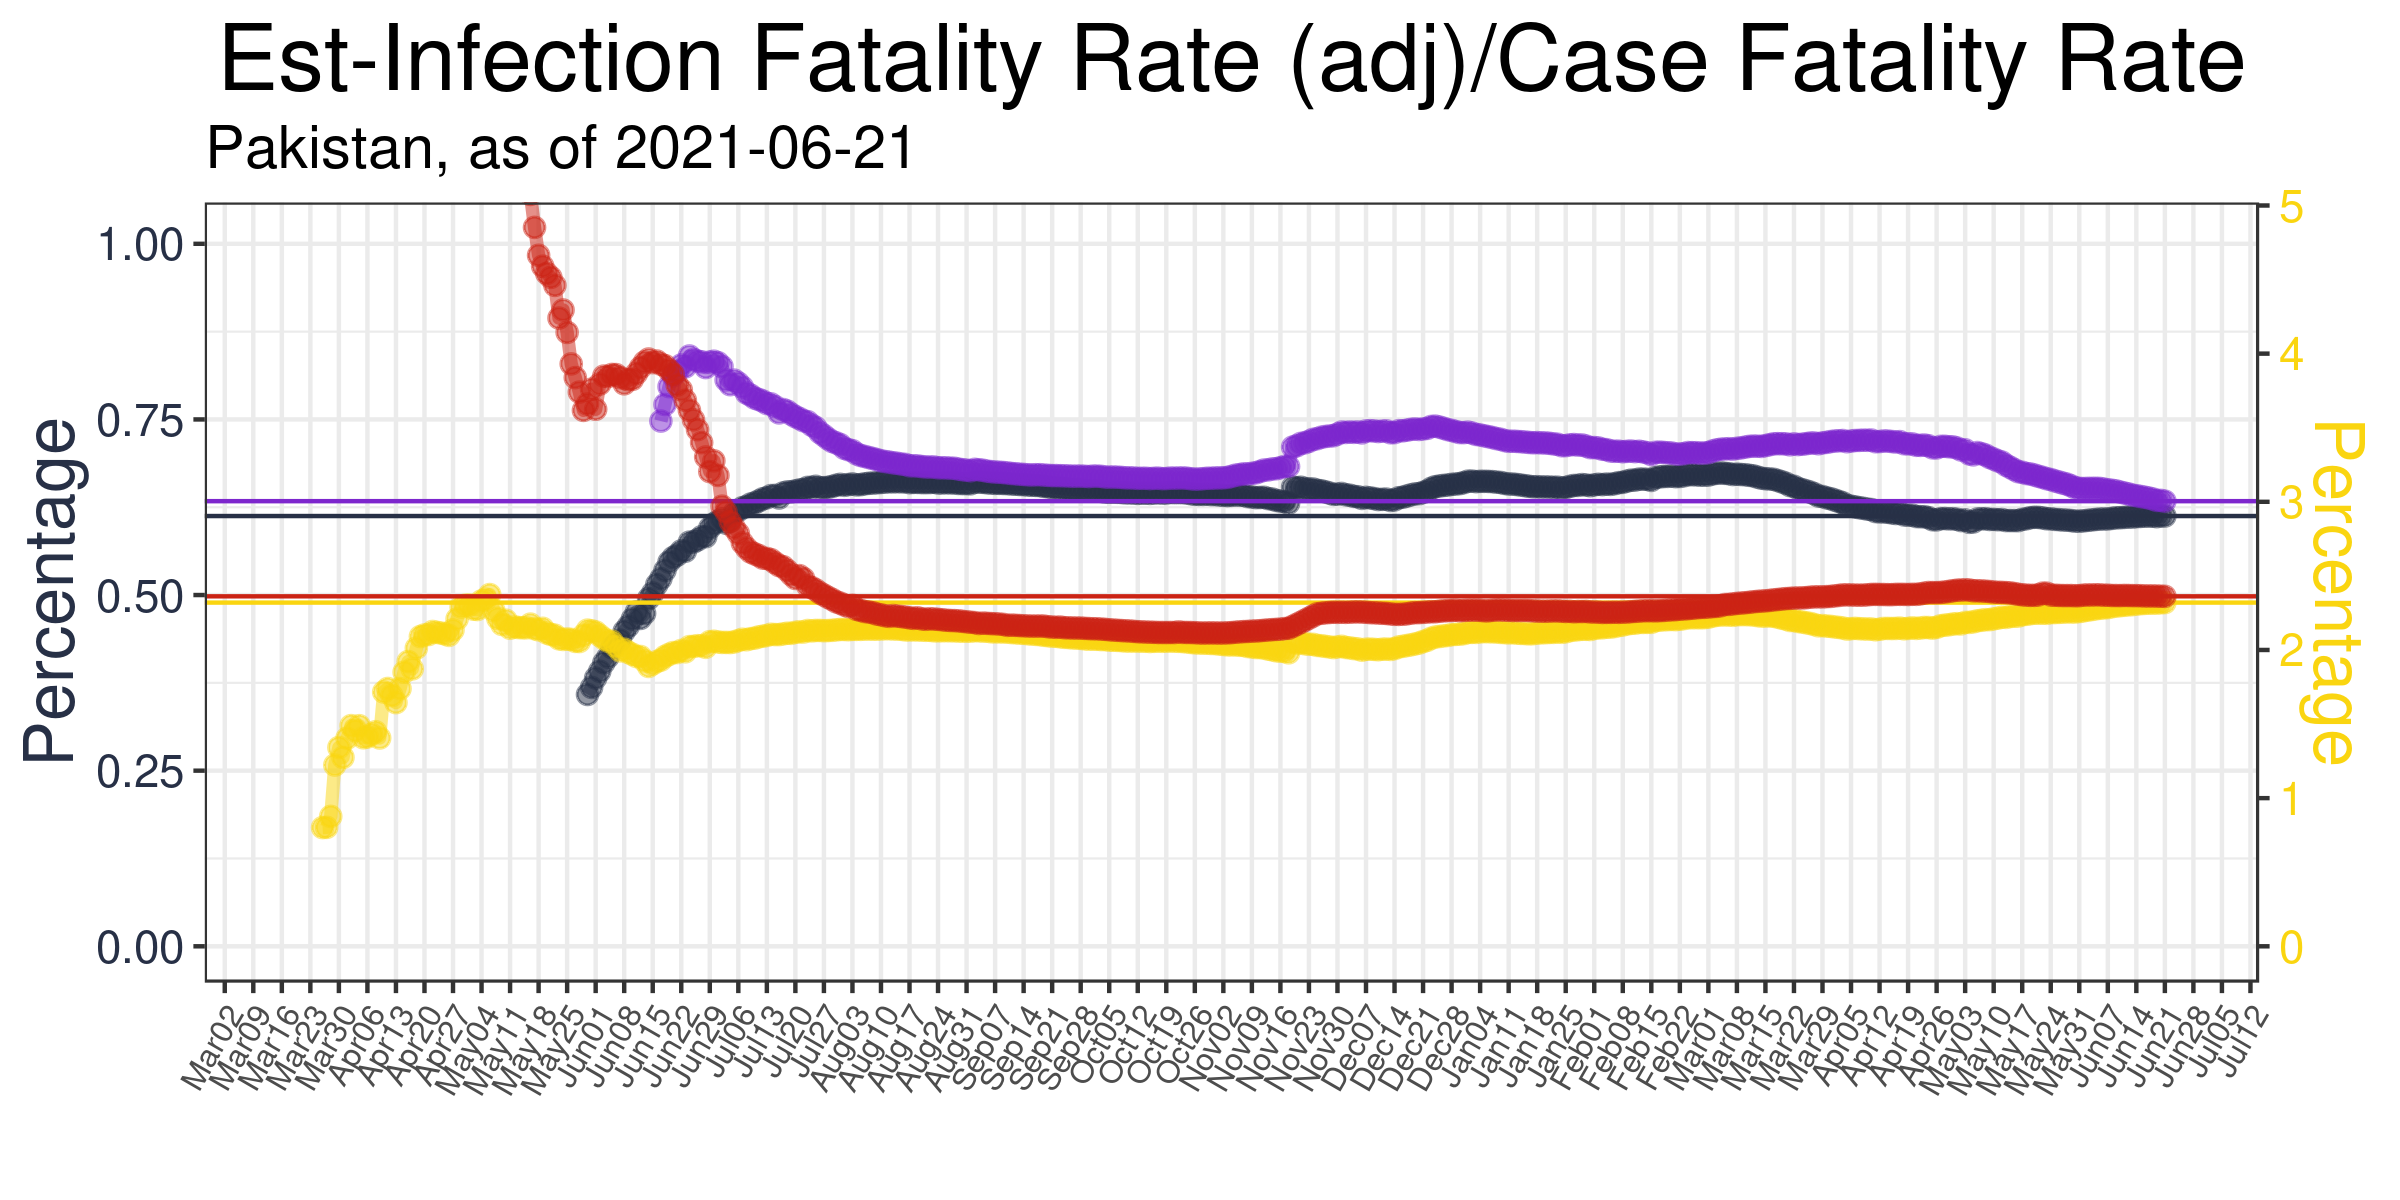 Est-Infection Fatality Rate (adj)/Case Fatality Rate
Pakistan, as of 2021-06-21
Percentage
1.00
0.75
0.50
0.25
0.00
5
4
3
2
1
0
Percentage
Mar02
Mar09
Mar16
Mar23
Mar30
Apr06
Apr13
Apr20
Apr27
May04
May11
May18
May25
Jun01
Jun08
Jun15
Jun22
Jun29
Jul06
Jul13
Jul20
Jul27
Aug03
Aug10
Aug17
Aug24
Aug31
Sep07
Sep14
Sep21
Sep28
Oct05
Oct12
Oct19
Oct26
Nov02
Nov09
Nov16
Nov23
Nov30
Dec07
Dec14
Dec21
Dec28
Dec04
Jan11
Jan18
Jan25
Feb01
Feb08
Feb15
Feb22
Mar01
Mar08
Mar15
Mar22
Mar29
Apr05
Apr12
Apr19
Apr26
May03
May10
May17
May24
May31
May07
Jun14
Jun21
Jun28
Jul05
Jul12